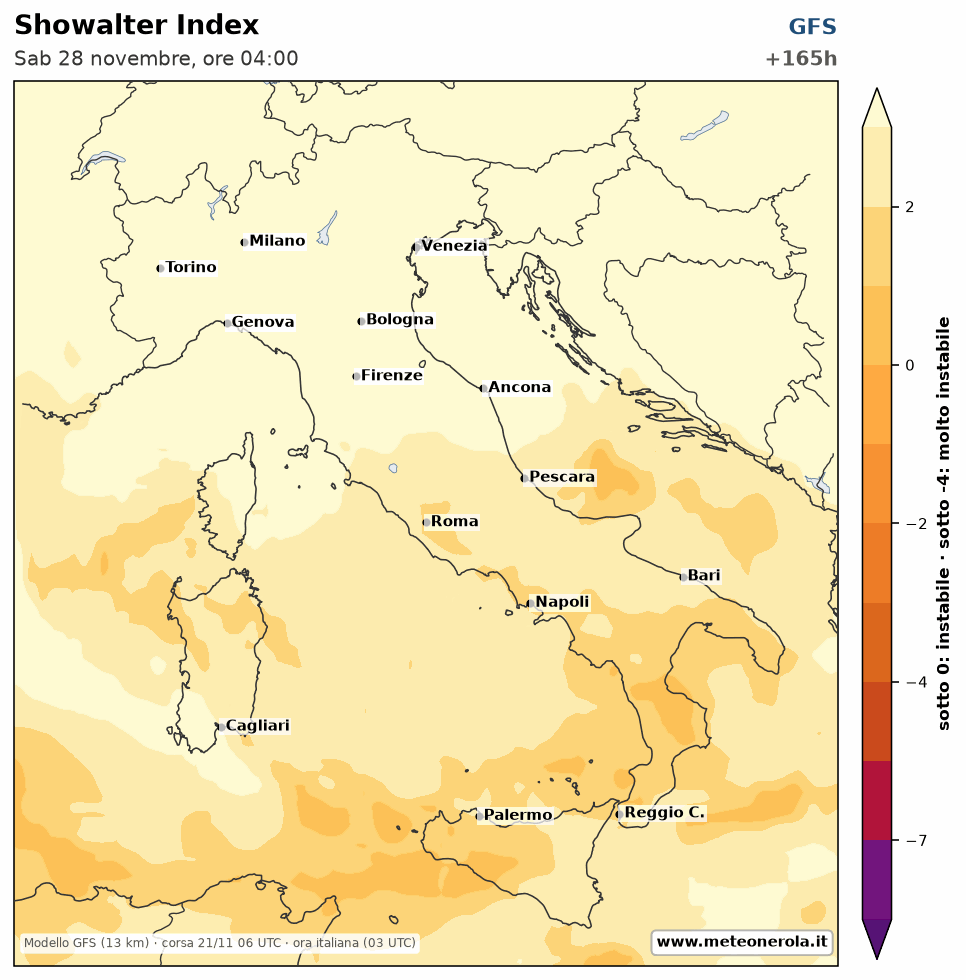 Showalter Index
GFS
Sab 28 novembre, ore 04:00
+165h
Milano
Venezia
Torino
Genova
Bologna
Firenze
Ancona
Pescara
Roma
Bari
Napoli
Cagliari
Palermo
Reggio C.
2
0
−2
−4
−7
sotto 0: instabile · sotto -4: molto instabile
Modello GFS (13 km) · corsa 21/11 06 UTC · ora italiana (03 UTC)
www.meteonerola.it